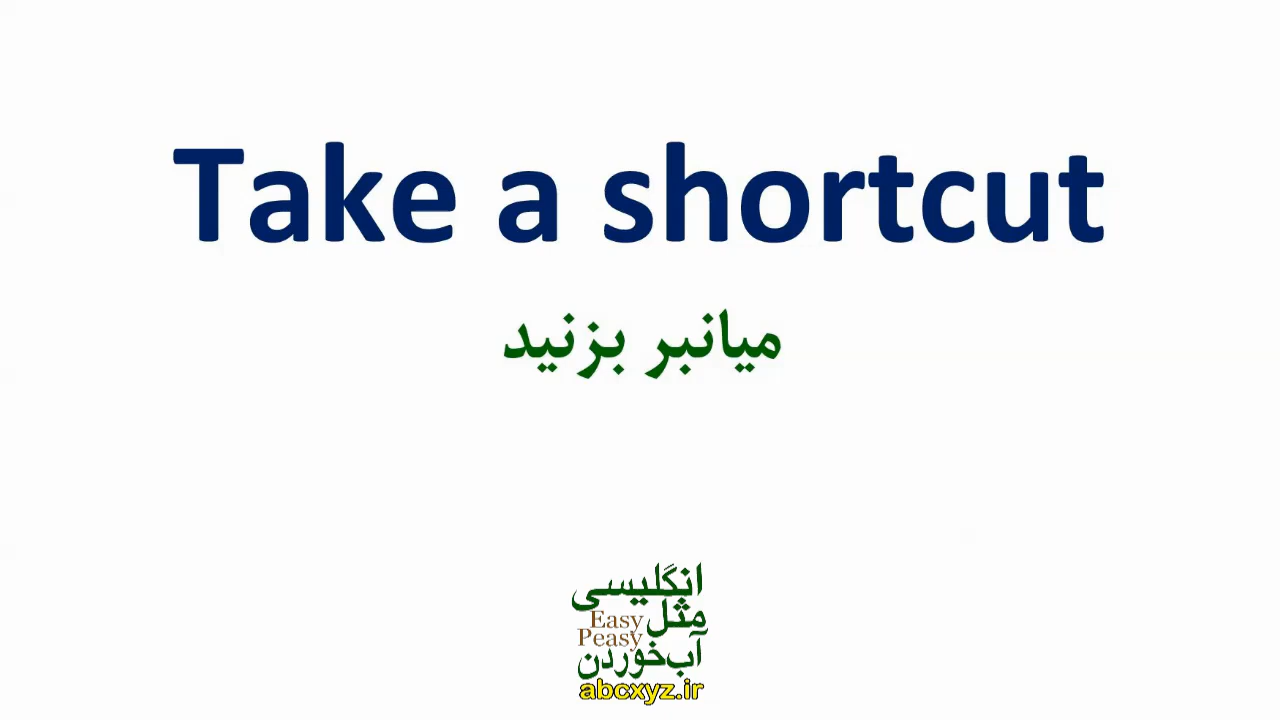 Take a shortcut
میانبر بزنید
انگلیسی
مثل
Easy
Peasy
آب‌خوردن
abcxyz.ir